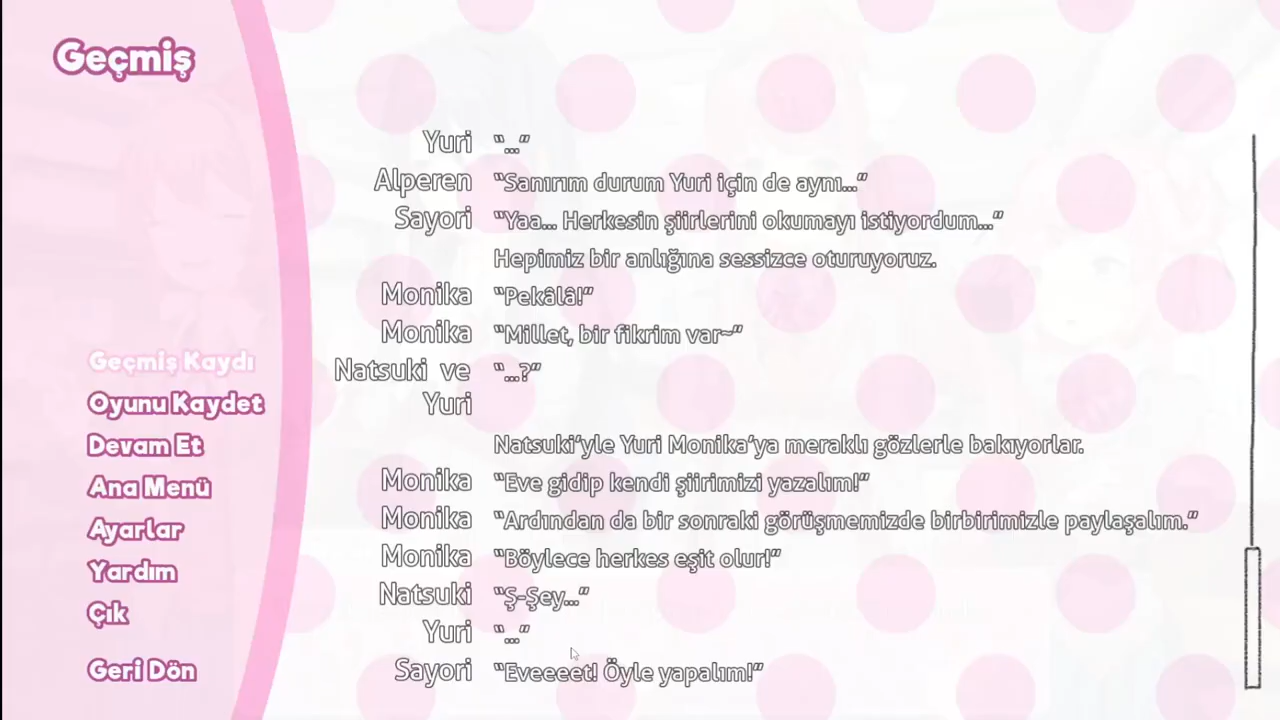 Geçmiş
Geçmiş Kaydı
Oyunu Kaydet
Devam Et
Ana Menü
Ayarlar
Yardım
Çık
Geri Dön
Yuri “...”
Alperen “Sanırım durum Yuri için de aynı...”
Sayori “Yaa... Herkesin şiirlerini okumayı istiyordum...”
Hepimiz bir anlığına sessizce oturuyoruz.
Monika “Pekâlâ!”
Monika “Millet, bir fikrim var~”
Natsuki ve “...?”
Yuri
Natsuki’yle Yuri Monika’ya meraklı gözlerle bakıyorlar.
Monika “Eve gidip kendi şiirimizi yazalım!”
Monika “Ardından da bir sonraki görüşmemizde birbirimizle paylaşalım.”
Monika “Böylece herkes eşit olur!”
Natsuki “Ş-Şey...”
Yuri “...”
Sayori “Eveeeet! Öyle yapalım!”